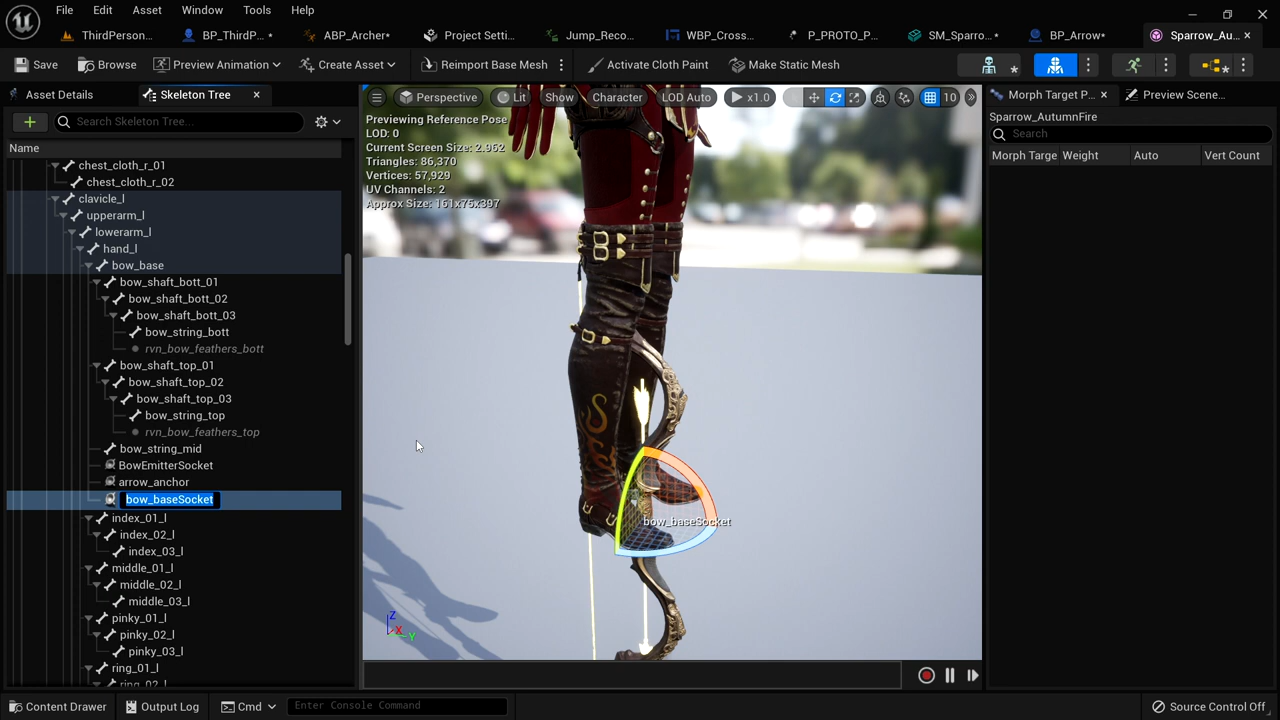 File Edit Asset Window Tools Help
ThirdPerson... BP_ThirdP...* ABP_Archer* Project Setti... Jump_Reco... WBP_Cross... P_PROTO_P... SM_Sparro...* BP_Arrow* Sparrow_Au...
Save Browse Preview Animation Create Asset Reimport Base Mesh Activate Cloth Paint Make Static Mesh
Asset Details Skeleton Tree
Search Skeleton Tree...
Name
chest_cloth_r_01
chest_cloth_r_02
clavicle_l
upperarm_l
lowerarm_l
hand_l
bow_base
bow_shaft_bott_01
bow_shaft_bott_02
bow_shaft_bott_03
bow_string_bott
rvn_bow_feathers_bott
bow_shaft_top_01
bow_shaft_top_02
bow_shaft_top_03
bow_string_top
rvn_bow_feathers_top
bow_string_mid
BowEmitterSocket
arrow_anchor
bow_baseSocket
index_01_l
index_02_l
index_03_l
middle_01_l
middle_02_l
middle_03_l
pinky_01_l
pinky_02_l
pinky_03_l
ring_01_l
Perspective Lit Show Character LOD Auto x1.0 10
Previewing Reference Pose
LOD: 0
Current Screen Size: 2.962
Triangles: 86,370
Vertices: 57,929
UV Channels: 2
Approx Size: 161x75x397
bow_baseSocket
Z
X
Y
Morph Target P... Preview Scene...
Sparrow_AutumnFire
Search
Morph Targe Weight Auto Vert Count
Content Drawer Output Log Cmd Enter Console Command Source Control Off